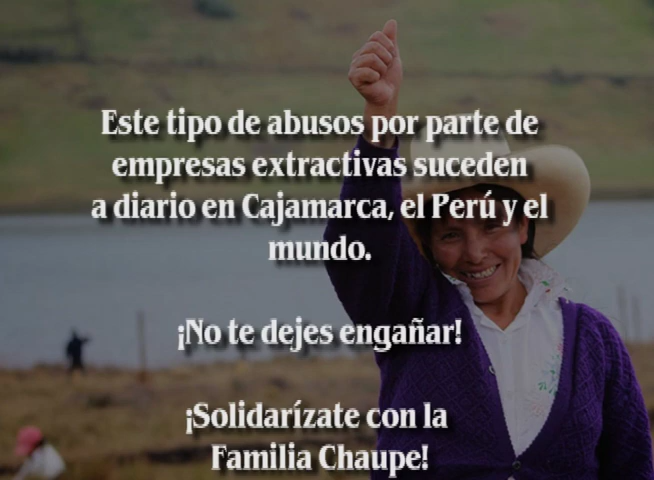 Este tipo de abusos por parte de
empresas extractivas suceden
a diario en Cajamarca, el Perú y el
mundo.
¡No te dejes engañar!
¡Solidarízate con la
Familia Chaupe!